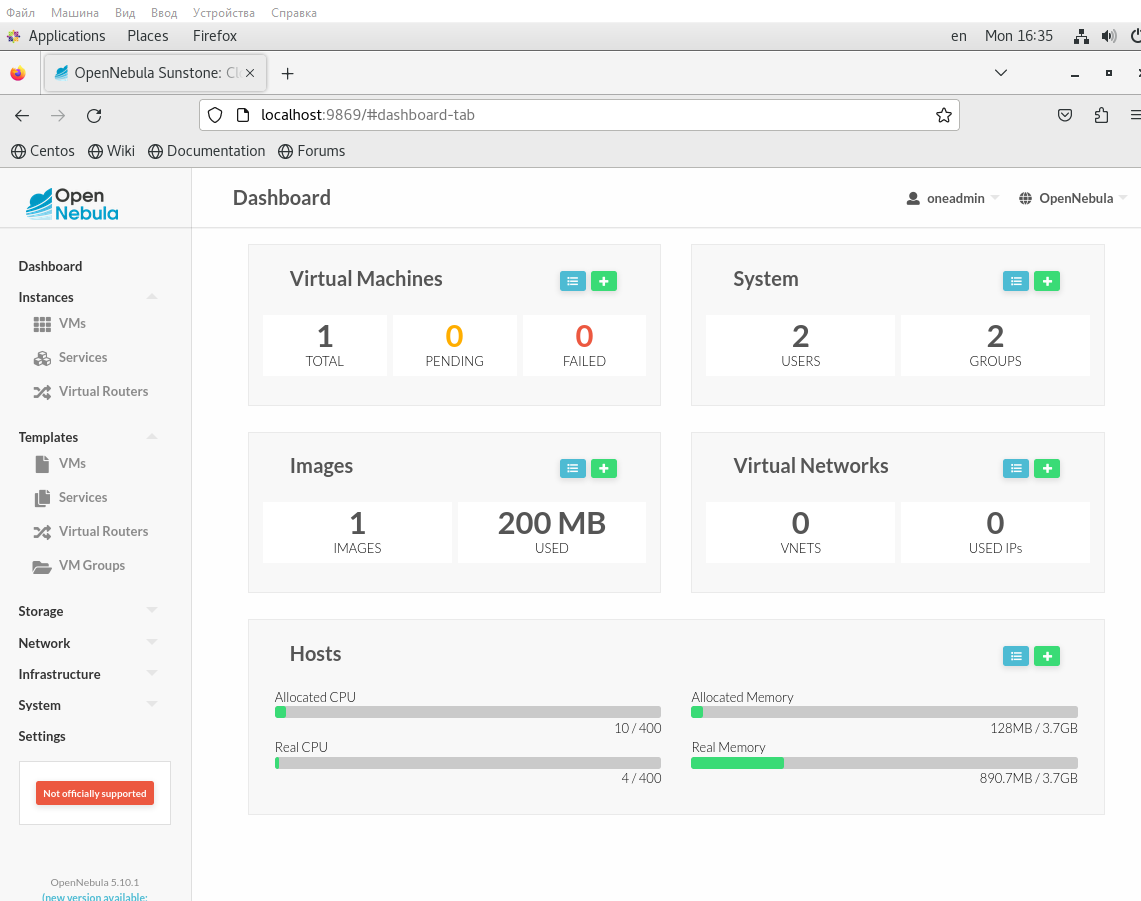 Файл Машина Вид Ввод Устройства Справка
Applications Places Firefox en Mon 16:35
OpenNebula Sunstone: Cl
localhost:9869/#dashboard-tab
Centos Wiki Documentation Forums
Open
Nebula
Dashboard
oneadmin OpenNebula
Dashboard
Instances
VMs
Services
Virtual Routers
Templates
VMs
Services
Virtual Routers
VM Groups
Storage
Network
Infrastructure
System
Settings
Not officially supported
OpenNebula 5.10.1
(new version available:
Virtual Machines
1 0 0
TOTAL PENDING FAILED
System
2 2
USERS GROUPS
Images
1 200 MB
IMAGES USED
Virtual Networks
0 0
VNETS USED IPs
Hosts
Allocated CPU
10 / 400
Real CPU
4 / 400
Allocated Memory
128MB / 3.7GB
Real Memory
890.7MB / 3.7GB